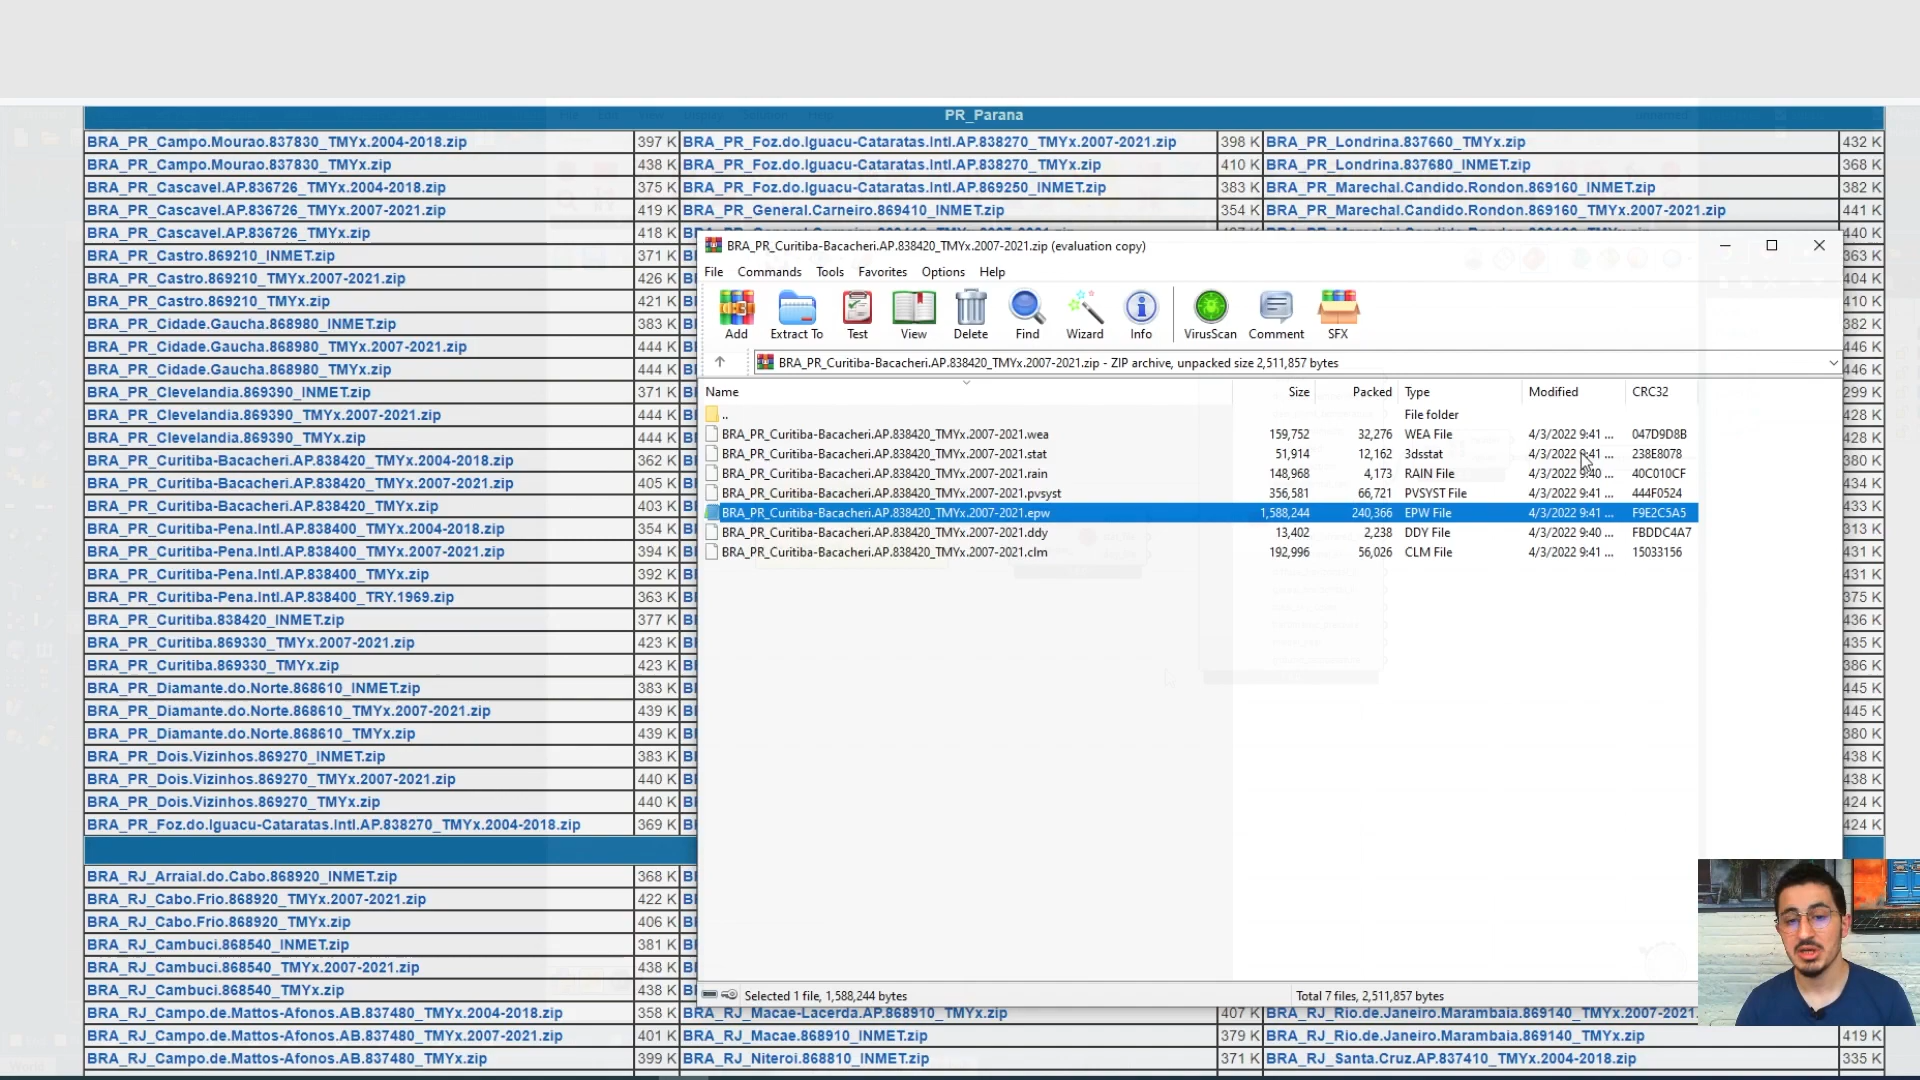 PR_Parana
BRA_PR_Campo.Mourao.837830_TMYx.2004-2018.zip 397 K BRA_PR_Foz.do.Iguacu-Cataratas.Intl.AP.838270_TMYx.2007-2021.zip 398 K BRA_PR_Londrina.837660_TMYx.zip 432 K
BRA_PR_Campo.Mourao.837830_TMYx.zip 438 K BRA_PR_Foz.do.Iguacu-Cataratas.Intl.AP.838270_TMYx.zip 410 K BRA_PR_Londrina.837680_INMET.zip 368 K
BRA_PR_Cascavel.AP.836726_TMYx.2004-2018.zip 375 K BRA_PR_Foz.do.Iguacu-Cataratas.Intl.AP.869250_INMET.zip 383 K BRA_PR_Marechal.Candido.Rondon.869160_INMET.zip 382 K
BRA_PR_Cascavel.AP.836726_TMYx.2007-2021.zip 419 K BRA_PR_General.Carneiro.869410_INMET.zip 354 K BRA_PR_Marechal.Candido.Rondon.869160_TMYx.2007-2021.zip 441 K
BRA_PR_Cascavel.AP.836726_TMYx.zip 418 K 440 K
BRA_PR_Castro.869210_INMET.zip 371 K 363 K
BRA_PR_Castro.869210_TMYx.2007-2021.zip 426 K 404 K
BRA_PR_Castro.869210_TMYx.zip 421 K 410 K
BRA_PR_Cidade.Gaucha.868980_INMET.zip 383 K 382 K
BRA_PR_Cidade.Gaucha.868980_TMYx.2007-2021.zip 444 K 446 K
BRA_PR_Cidade.Gaucha.868980_TMYx.zip 444 K 446 K
BRA_PR_Clevelandia.869390_INMET.zip 371 K 299 K
BRA_PR_Clevelandia.869390_TMYx.2007-2021.zip 444 K 428 K
BRA_PR_Clevelandia.869390_TMYx.zip 444 K 428 K
BRA_PR_Curitiba-Bacacheri.AP.838420_TMYx.2004-2018.zip 362 K 380 K
BRA_PR_Curitiba-Bacacheri.AP.838420_TMYx.2007-2021.zip 405 K 434 K
BRA_PR_Curitiba-Bacacheri.AP.838420_TMYx.zip 403 K 434 K
BRA_PR_Curitiba-Pena.Intl.AP.838400_TMYx.2004-2018.zip 354 K 313 K
BRA_PR_Curitiba-Pena.Intl.AP.838400_TMYx.2007-2021.zip 394 K 431 K
BRA_PR_Curitiba-Pena.Intl.AP.838400_TMYx.zip 392 K 431 K
BRA_PR_Curitiba-Pena.Intl.AP.838400_TRY.1969.zip 363 K 375 K
BRA_PR_Curitiba.838420_INMET.zip 377 K 436 K
BRA_PR_Curitiba.869330_TMYx.2007-2021.zip 423 K 435 K
BRA_PR_Curitiba.869330_TMYx.zip 423 K 386 K
BRA_PR_Diamante.do.Norte.868610_INMET.zip 383 K 445 K
BRA_PR_Diamante.do.Norte.868610_TMYx.2007-2021.zip 439 K 445 K
BRA_PR_Diamante.do.Norte.868610_TMYx.zip 439 K 380 K
BRA_PR_Dois.Vizinhos.869270_INMET.zip 383 K 438 K
BRA_PR_Dois.Vizinhos.869270_TMYx.2007-2021.zip 440 K 438 K
BRA_PR_Dois.Vizinhos.869270_TMYx.zip 440 K 424 K
BRA_PR_Foz.do.Iguacu-Cataratas.Intl.AP.838270_TMYx.2004-2018.zip 369 K 424 K
BRA_RJ_Arraial.do.Cabo.868920_INMET.zip 368 K
BRA_RJ_Cabo.Frio.868920_TMYx.2007-2021.zip 422 K
BRA_RJ_Cabo.Frio.868920_TMYx.zip 406 K
BRA_RJ_Cambuci.868540_INMET.zip 381 K
BRA_RJ_Cambuci.868540_TMYx.2007-2021.zip 438 K
BRA_RJ_Cambuci.868540_TMYx.zip 438 K
BRA_RJ_Campo.de.Mattos-Afonos.AB.837480_TMYx.2004-2018.zip 358 K BRA_RJ_Macae-Lacerda.AP.868910_TMYx.zip 407 K BRA_RJ_Rio.de.Janeiro.Marambaia.869140_TMYx.2007-2021.
BRA_RJ_Campo.de.Mattos-Afonos.AB.837480_TMYx.2007-2021.zip 401 K BRA_RJ_Macae.868910_INMET.zip 379 K BRA_RJ_Rio.de.Janeiro.Marambaia.869140_TMYx.zip 419 K
BRA_RJ_Campo.de.Mattos-Afonos.AB.837480_TMYx.zip 399 K BRA_RJ_Niteroi.868810_INMET.zip 371 K BRA_RJ_Santa.Cruz.AP.837410_TMYx.2004-2018.zip 335 K
BRA_PR_Curitiba-Bacacheri.AP.838420_TMYx.2007-2021.zip (evaluation copy)
File Commands Tools Favorites Options Help
Add Extract To Test View Delete Find Wizard Info VirusScan Comment SFX
BRA_PR_Curitiba-Bacacheri.AP.838420_TMYx.2007-2021.zip - ZIP archive, unpacked size 2,511,857 bytes
Name Size Packed Type Modified CRC32
.. File folder
BRA_PR_Curitiba-Bacacheri.AP.838420_TMYx.2007-2021.wea 159,752 32,276 WEA File 4/3/2022 9:41 ... 047D9D8B
BRA_PR_Curitiba-Bacacheri.AP.838420_TMYx.2007-2021.stat 51,914 12,162 3dsstat 4/3/2022 9:41 ... 238E8078
BRA_PR_Curitiba-Bacacheri.AP.838420_TMYx.2007-2021.rain 148,968 4,173 RAIN File 4/3/2022 9:40 ... 40C010CF
BRA_PR_Curitiba-Bacacheri.AP.838420_TMYx.2007-2021.pvsyst 356,581 66,721 PVSYST File 4/3/2022 9:41 ... 444F0524
BRA_PR_Curitiba-Bacacheri.AP.838420_TMYx.2007-2021.epw 1,588,244 240,366 EPW File 4/3/2022 9:41 ... F9E2C5A5
BRA_PR_Curitiba-Bacacheri.AP.838420_TMYx.2007-2021.ddy 13,402 2,238 DDY File 4/3/2022 9:40 ... FBDDC4A7
BRA_PR_Curitiba-Bacacheri.AP.838420_TMYx.2007-2021.clm 192,996 56,026 CLM File 4/3/2022 9:41 ... 15033156
Selected 1 file, 1,588,244 bytes Total 7 files, 2,511,857 bytes